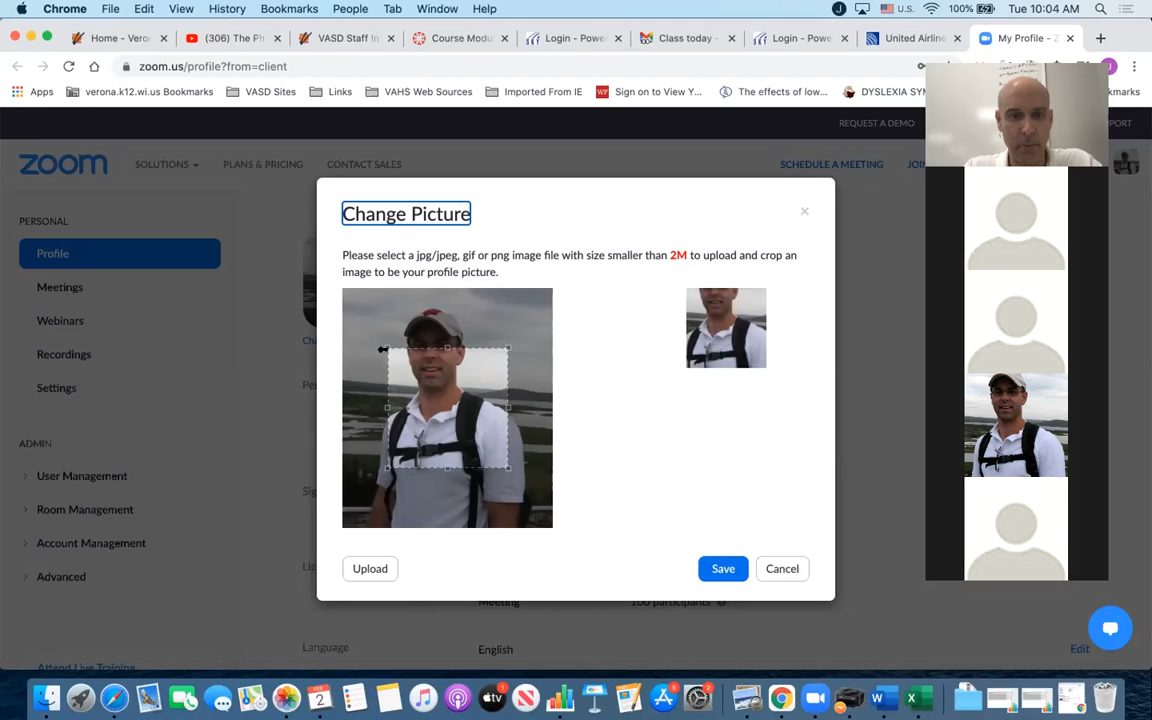 Chrome File Edit View History Bookmarks People Tab Window Help U.S. 100% Tue 10:04 AM
Home - Vero (306) The Ph VASD Staff In Course Modu Login - Powe Class today - Login - Powe United Airline My Profile - Z
zoom.us/profile?from=client
Apps verona.k12.wi.us Bookmarks VASD Sites Links VAHS Web Sources Imported From IE Sign on to View Y... The effects of low... DYSLEXIA SYM
REQUEST A DEMO
zoom SOLUTIONS PLANS & PRICING CONTACT SALES SCHEDULE A MEETING JOIN
PERSONAL
Profile
Meetings
Webinars
Recordings
Settings
ADMIN
User Management
Room Management
Account Management
Advanced
Attend Live Training
Change Picture ×
Please select a jpg/jpeg, gif or png image file with size smaller than 2M to upload and crop an
image to be your profile picture.
Upload Save Cancel
Meeting 100 participants
Language English Edit